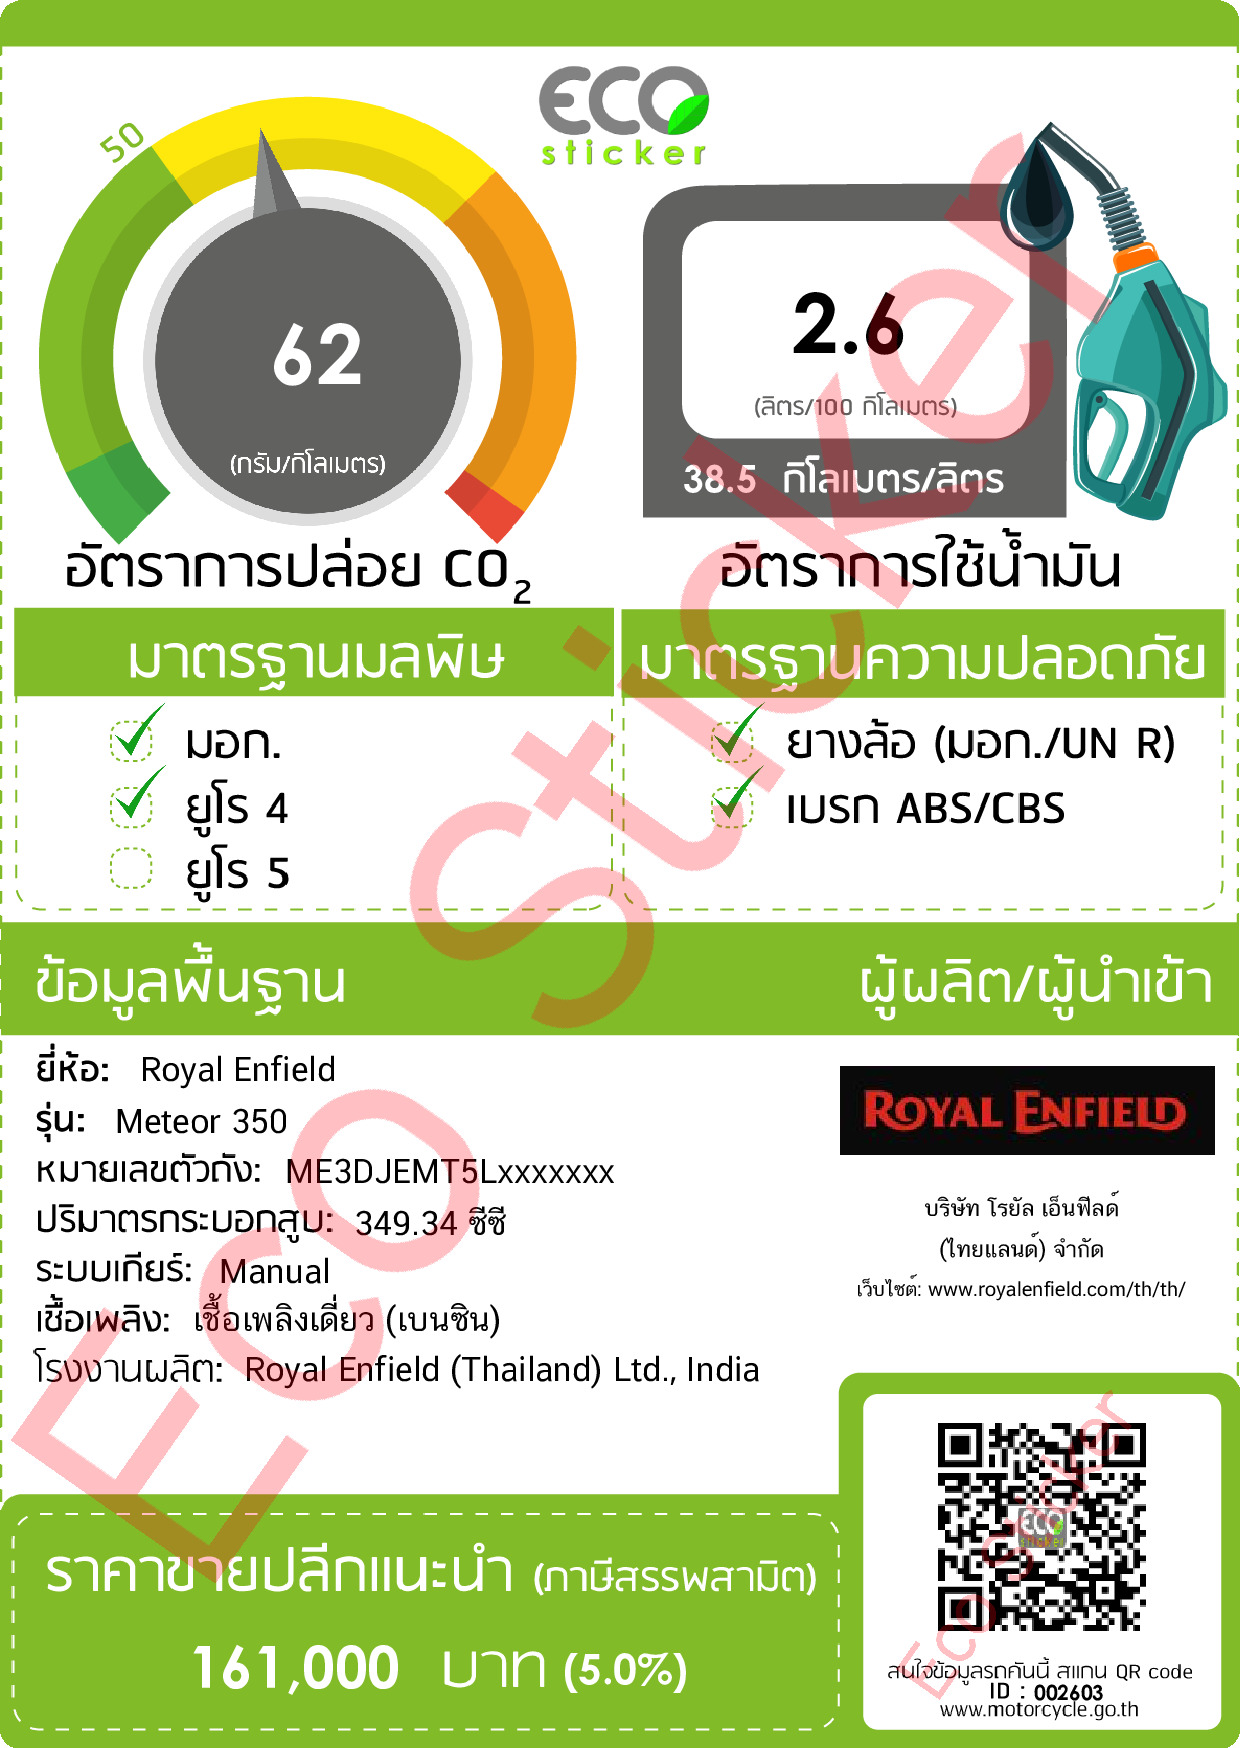 ECO
sticker
50
62
(กรัม/กิโลเมตร)
อัตราการปล่อย CO2
2.6
(ลิตร/100 กิโลเมตร)
38.5 กิโลเมตร/ลิตร
อัตราการใช้น้ำมัน
มาตรฐานมลพิษ
มอก.
ยูโร 4
ยูโร 5
มาตรฐานความปลอดภัย
ยางล้อ (มอก./UN R)
เบรก ABS/CBS
ข้อมูลพื้นฐาน
ยี่ห้อ: Royal Enfield
รุ่น: Meteor 350
หมายเลขตัวถัง: ME3DJEMT5Lxxxxxxx
ปริมาตรกระบอกสูบ: 349.34 ซีซี
ระบบเกียร์: Manual
เชื้อเพลิง: เชื้อเพลิงเดี่ยว (เบนซิน)
โรงงานผลิต: Royal Enfield (Thailand) Ltd., India
ผู้ผลิต/ผู้นำเข้า
ROYAL ENFIELD
บริษัท โรยัล เอ็นฟีลด์
(ไทยแลนด์) จำกัด
เว็บไซต์: www.royalenfield.com/th/th/
ราคาขายปลีกแนะนำ (ภาษีสรรพสามิต)
161,000 บาท (5.0%)
ECO
sticker
สนใจข้อมูลรถคันนี้ สแกน QR code
ID : 002603
www.motorcycle.go.th
Eco Sticker
Eco Sticker